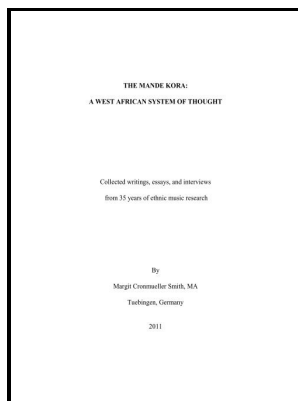 THE MANDE KORA:
A WEST AFRICAN SYSTEM OF THOUGHT
Collected writings, essays, and interviews
from 35 years of ethnic music research
By
Margit Cronmueller Smith, MA
Tuebingen, Germany
2011